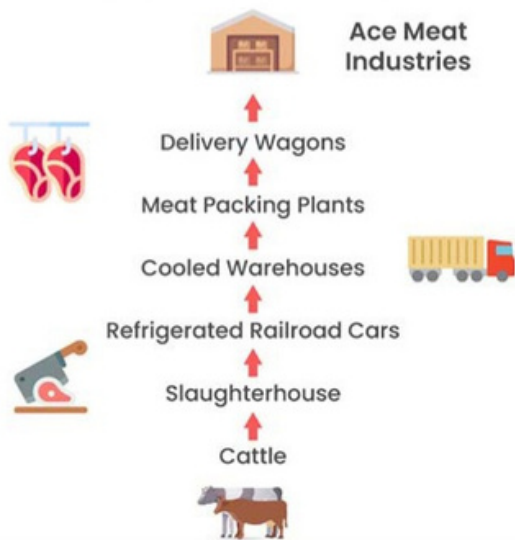 Ace Meat
Industries
Delivery Wagons
Meat Packing Plants
Cooled Warehouses
Refrigerated Railroad Cars
Slaughterhouse
Cattle